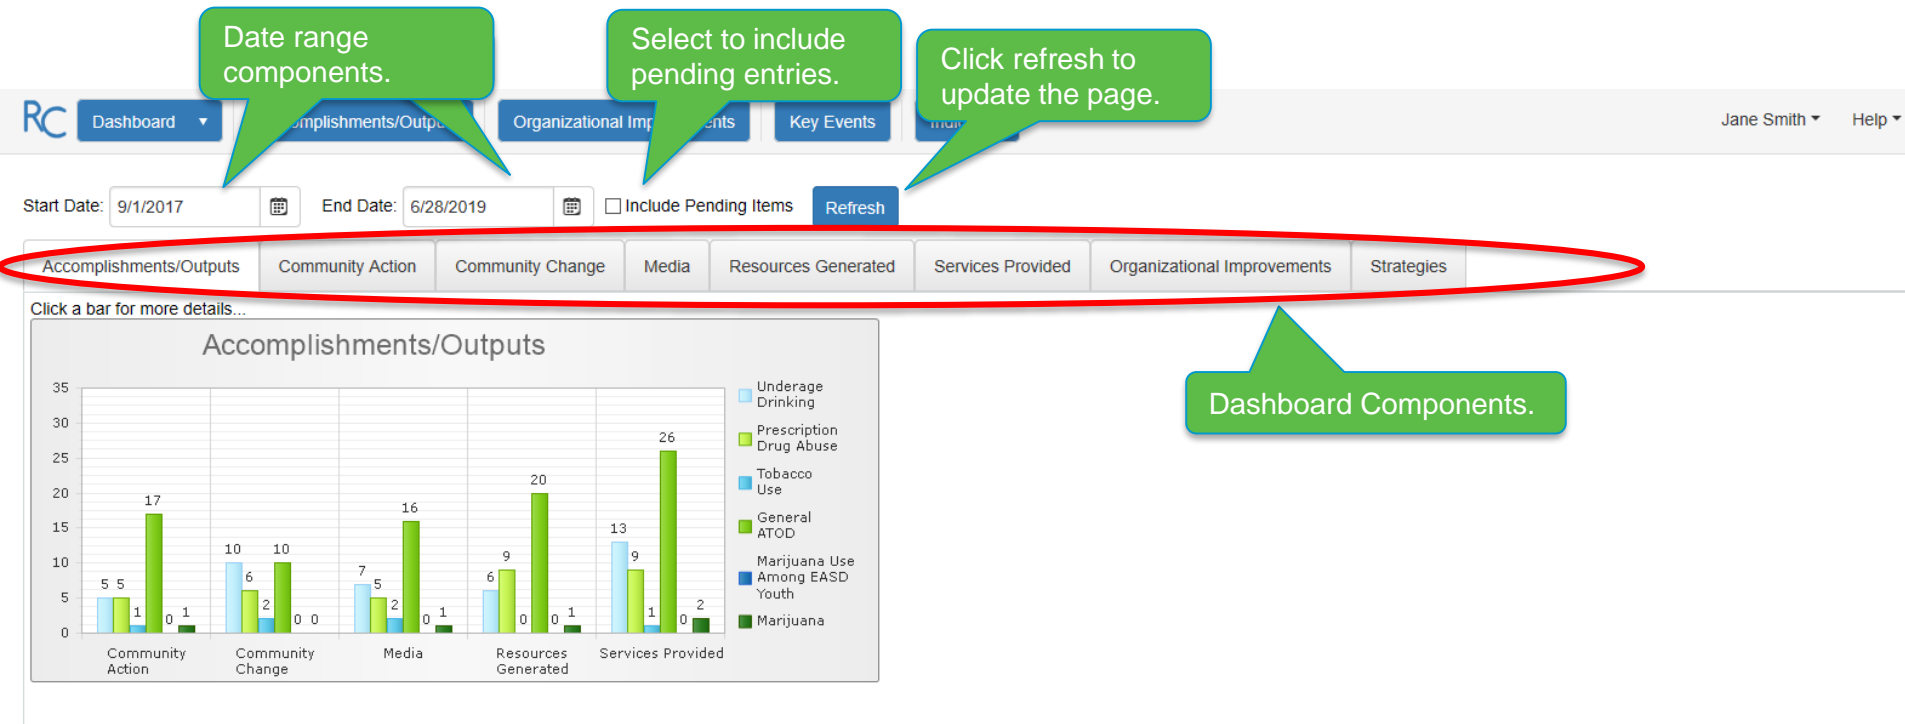 Date range
components.
Select to include
pending entries.
Click refresh to
update the page.
RC
Dashboard
Organizational
Key Events
Jane Smith
Help
Start Date:
9/1/2017
End Date:
6/28/2019
Include Pending Items
Refresh
Accomplishments/Outputs
Community Action
Community Change
Media
Resources Generated
Services Provided
Organizational Improvements
Strategies
Click a bar for more details...
Dashboard Components.
Accomplishments/Outputs
35
30
25
20
15
10
5
0
5 5 1 17 0 1
10 6 2 10 0 0
7 5 2 16 0 1
6 9 0 20 0 1
13 9 1 26 0 2
Community
Action
Community
Change
Media
Resources
Generated
Services Provided
Underage
Drinking
Prescription
Drug Abuse
Tobacco
Use
General
ATOD
Marijuana Use
Among EASD
Youth
Marijuana